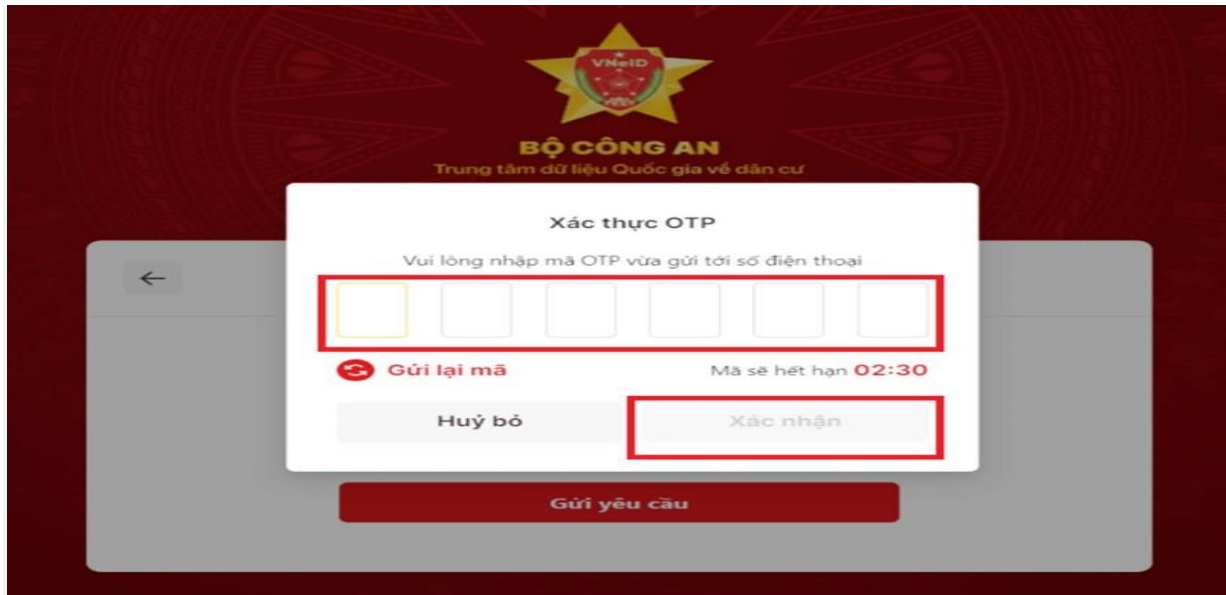 VNeID
BỘ CÔNG AN
Trung tâm dữ liệu Quốc gia về dân cư
Xác thực OTP
Vui lòng nhập mã OTP vừa gửi tới số điện thoại
Gửi lại mã
Mã sẽ hết hạn 02:30
Huỷ bỏ
Xác nhận
Gửi yêu cầu